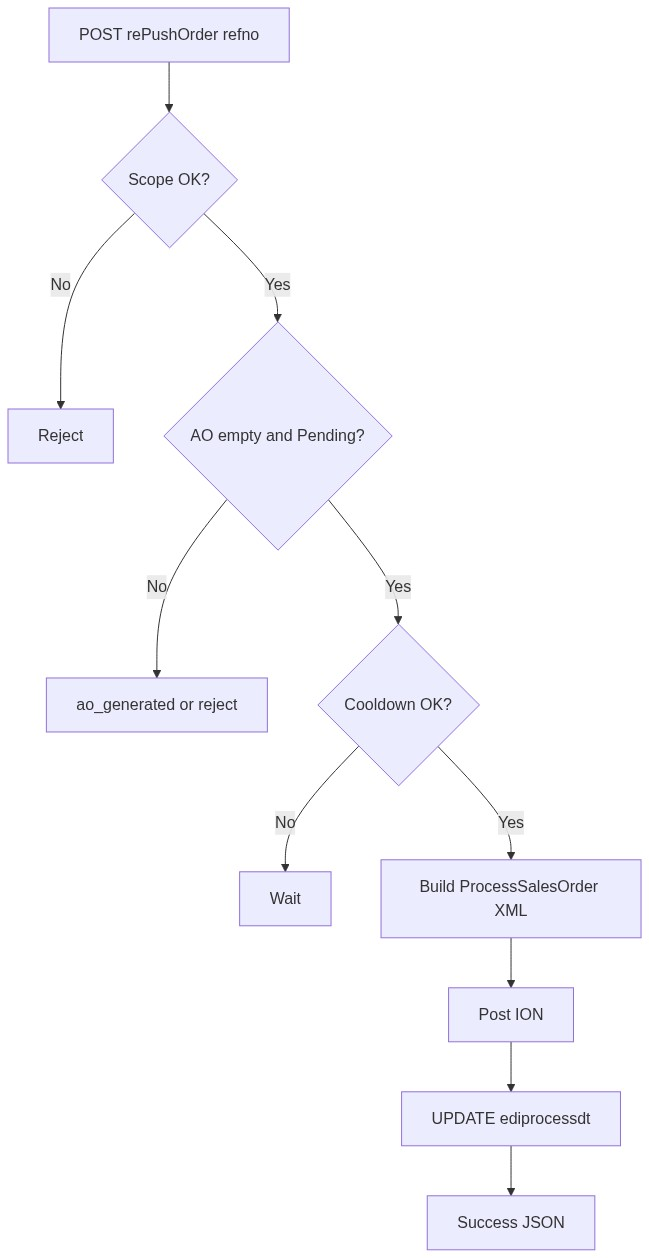 POST rePushOrder refno
Scope OK?
No
Yes
Reject
AO empty and Pending?
No
Yes
ao_generated or reject
Cooldown OK?
No
Yes
Build ProcessSalesOrder
XML
Wait
Post ION
UPDATE ediprocessdt
Success JSON